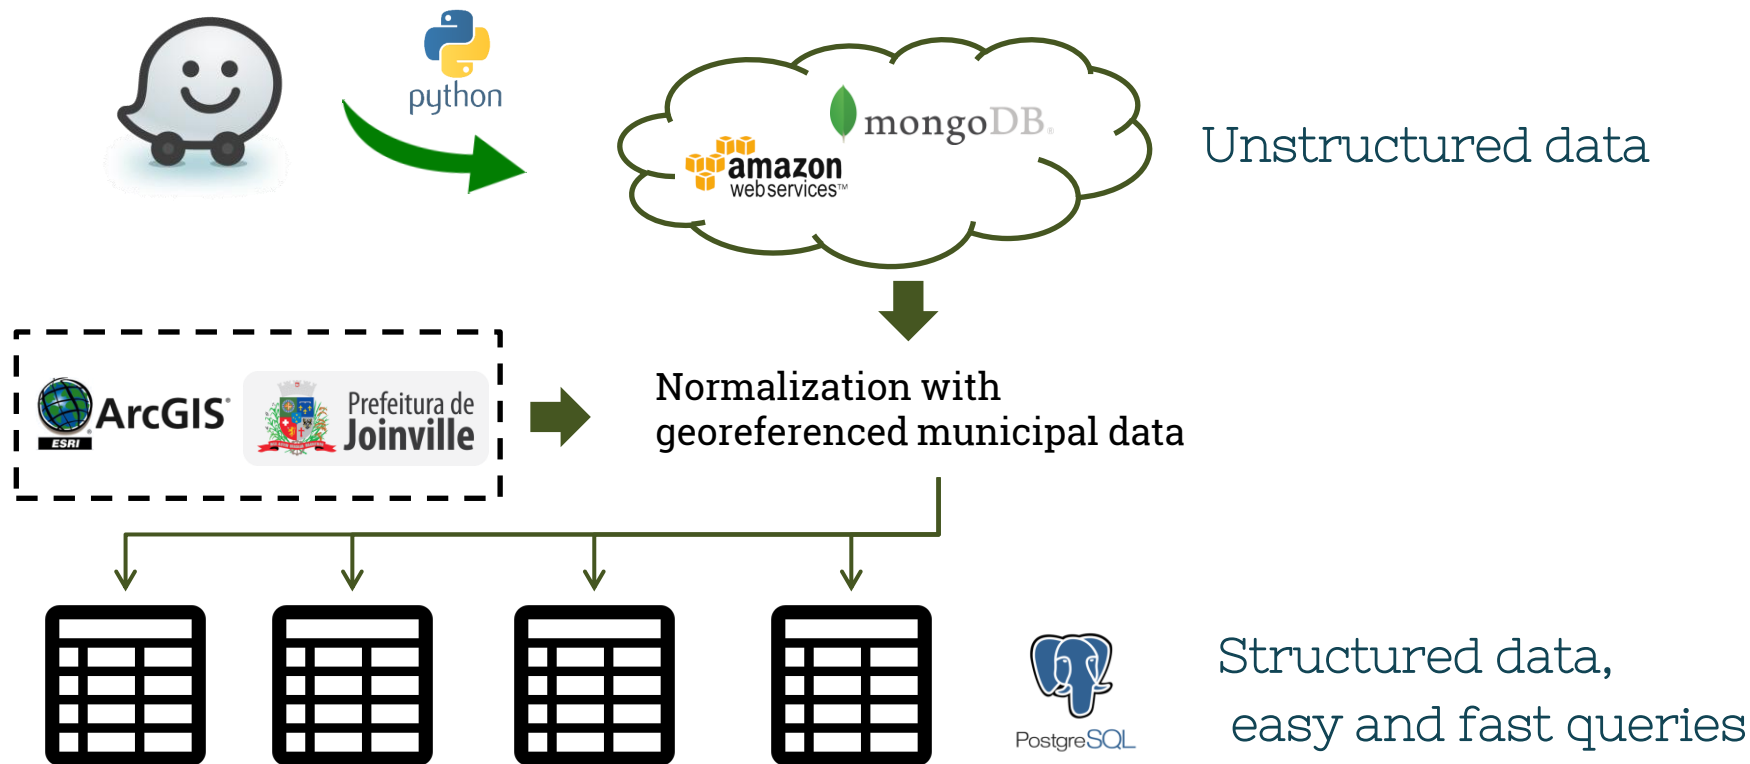 python
mongoDB®
amazon
webservices™
Unstructured data
ArcGIS®
ESRI
Prefeitura de
Joinville
Normalization with
georeferenced municipal data
PostgreSQL
Structured data,
easy and fast queries